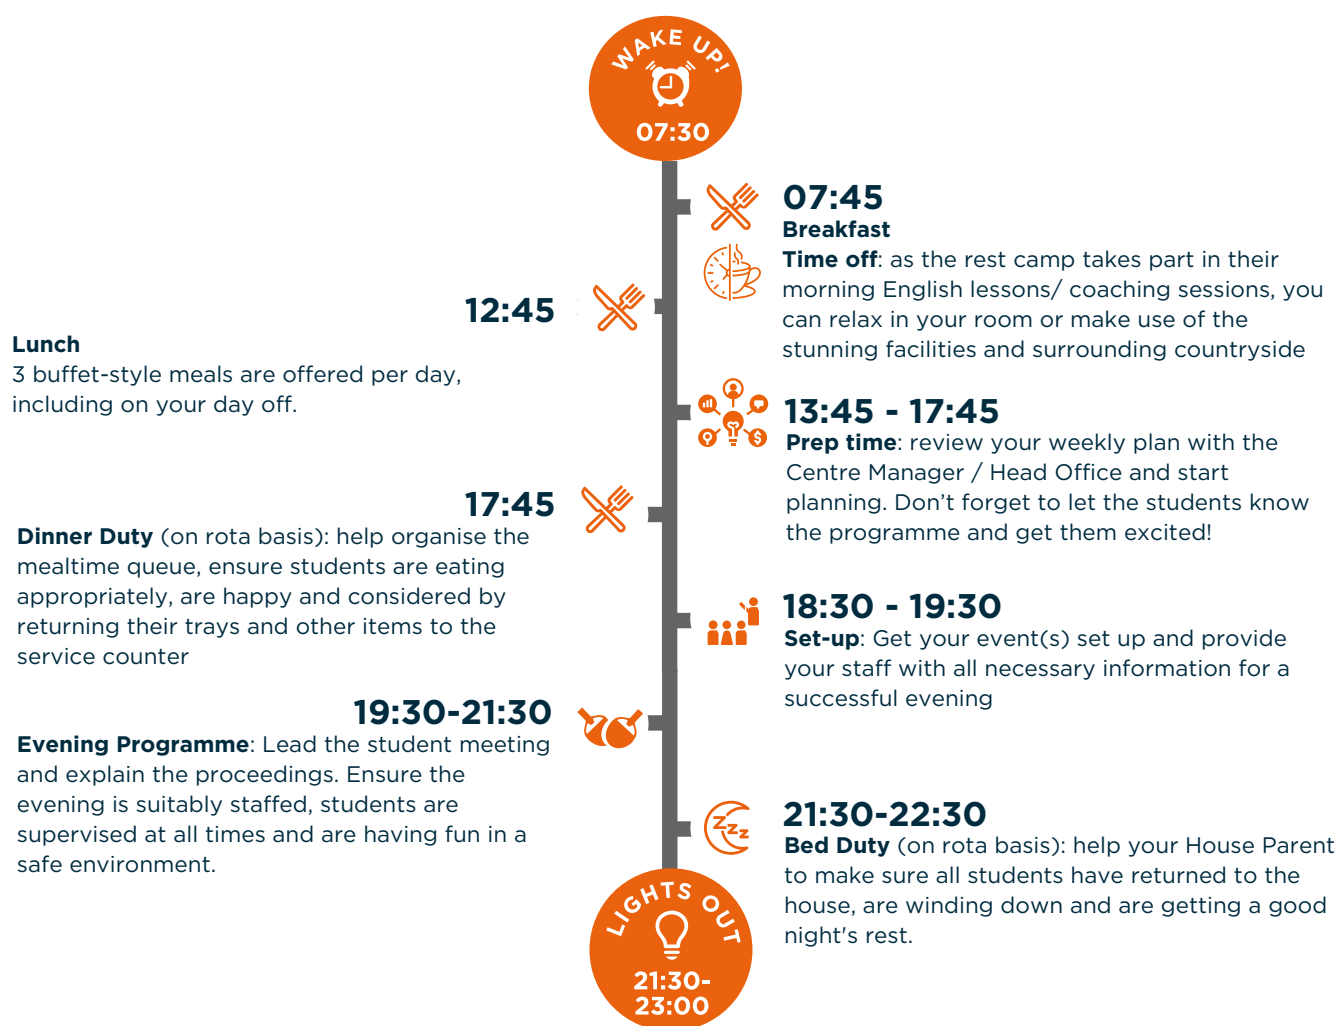 WAKE UP!
07:30
07:45
Breakfast
Time off: as the rest camp takes part in their
morning English lessons/ coaching sessions, you
can relax in your room or make use of the
stunning facilities and surrounding countryside
12:45
Lunch
3 buffet-style meals are offered per day,
including on your day off.
13:45 - 17:45
Prep time: review your weekly plan with the
Centre Manager / Head Office and start
planning. Don’t forget to let the students know
the programme and get them excited!
17:45
Dinner Duty (on rota basis): help organise the
mealtime queue, ensure students are eating
appropriately, are happy and considered by
returning their trays and other items to the
service counter
18:30 - 19:30
Set-up: Get your event(s) set up and provide
your staff with all necessary information for a
successful evening
19:30-21:30
Evening Programme: Lead the student meeting
and explain the proceedings. Ensure the
evening is suitably staffed, students are
supervised at all times and are having fun in a
safe environment.
21:30-22:30
Bed Duty (on rota basis): help your House Parent
to make sure all students have returned to the
house, are winding down and are getting a good
night's rest.
zzz
LIGHTS OUT
21:30-
23:00